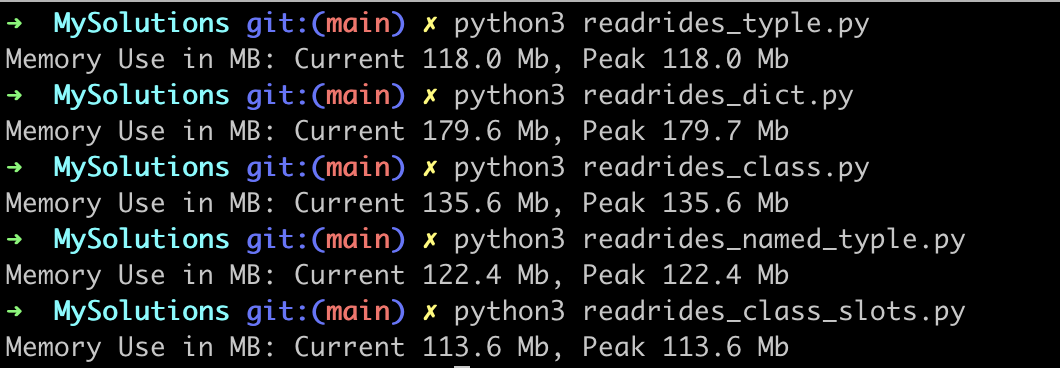 ➜  MySolutions git:(main) ✗ python3 readrides_typle.py
Memory Use in MB: Current 118.0 Mb, Peak 118.0 Mb
➜  MySolutions git:(main) ✗ python3 readrides_dict.py
Memory Use in MB: Current 179.6 Mb, Peak 179.7 Mb
➜  MySolutions git:(main) ✗ python3 readrides_class.py
Memory Use in MB: Current 135.6 Mb, Peak 135.6 Mb
➜  MySolutions git:(main) ✗ python3 readrides_named_typle.py
Memory Use in MB: Current 122.4 Mb, Peak 122.4 Mb
➜  MySolutions git:(main) ✗ python3 readrides_class_slots.py
Memory Use in MB: Current 113.6 Mb, Peak 113.6 Mb